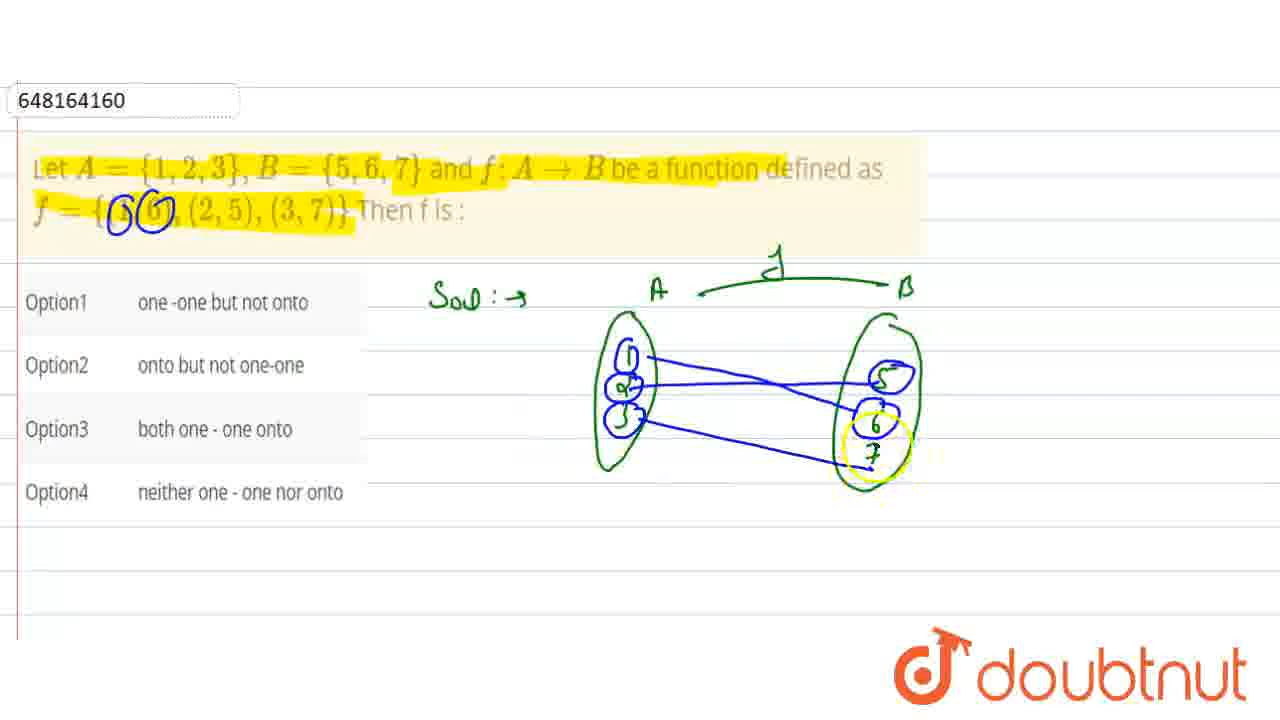 648164160
Let A = {1, 2, 3}, B = {5, 6, 7} and f: A → B be a function defined as
f = {(1, 6), (2, 5), (3, 7)} Then f is :
Option1 one -one but not onto
Option2 onto but not one-one
Option3 both one - one onto
Option4 neither one - one nor onto
Sol : →
A f B
1
2
3
5
6
7
doubtnut